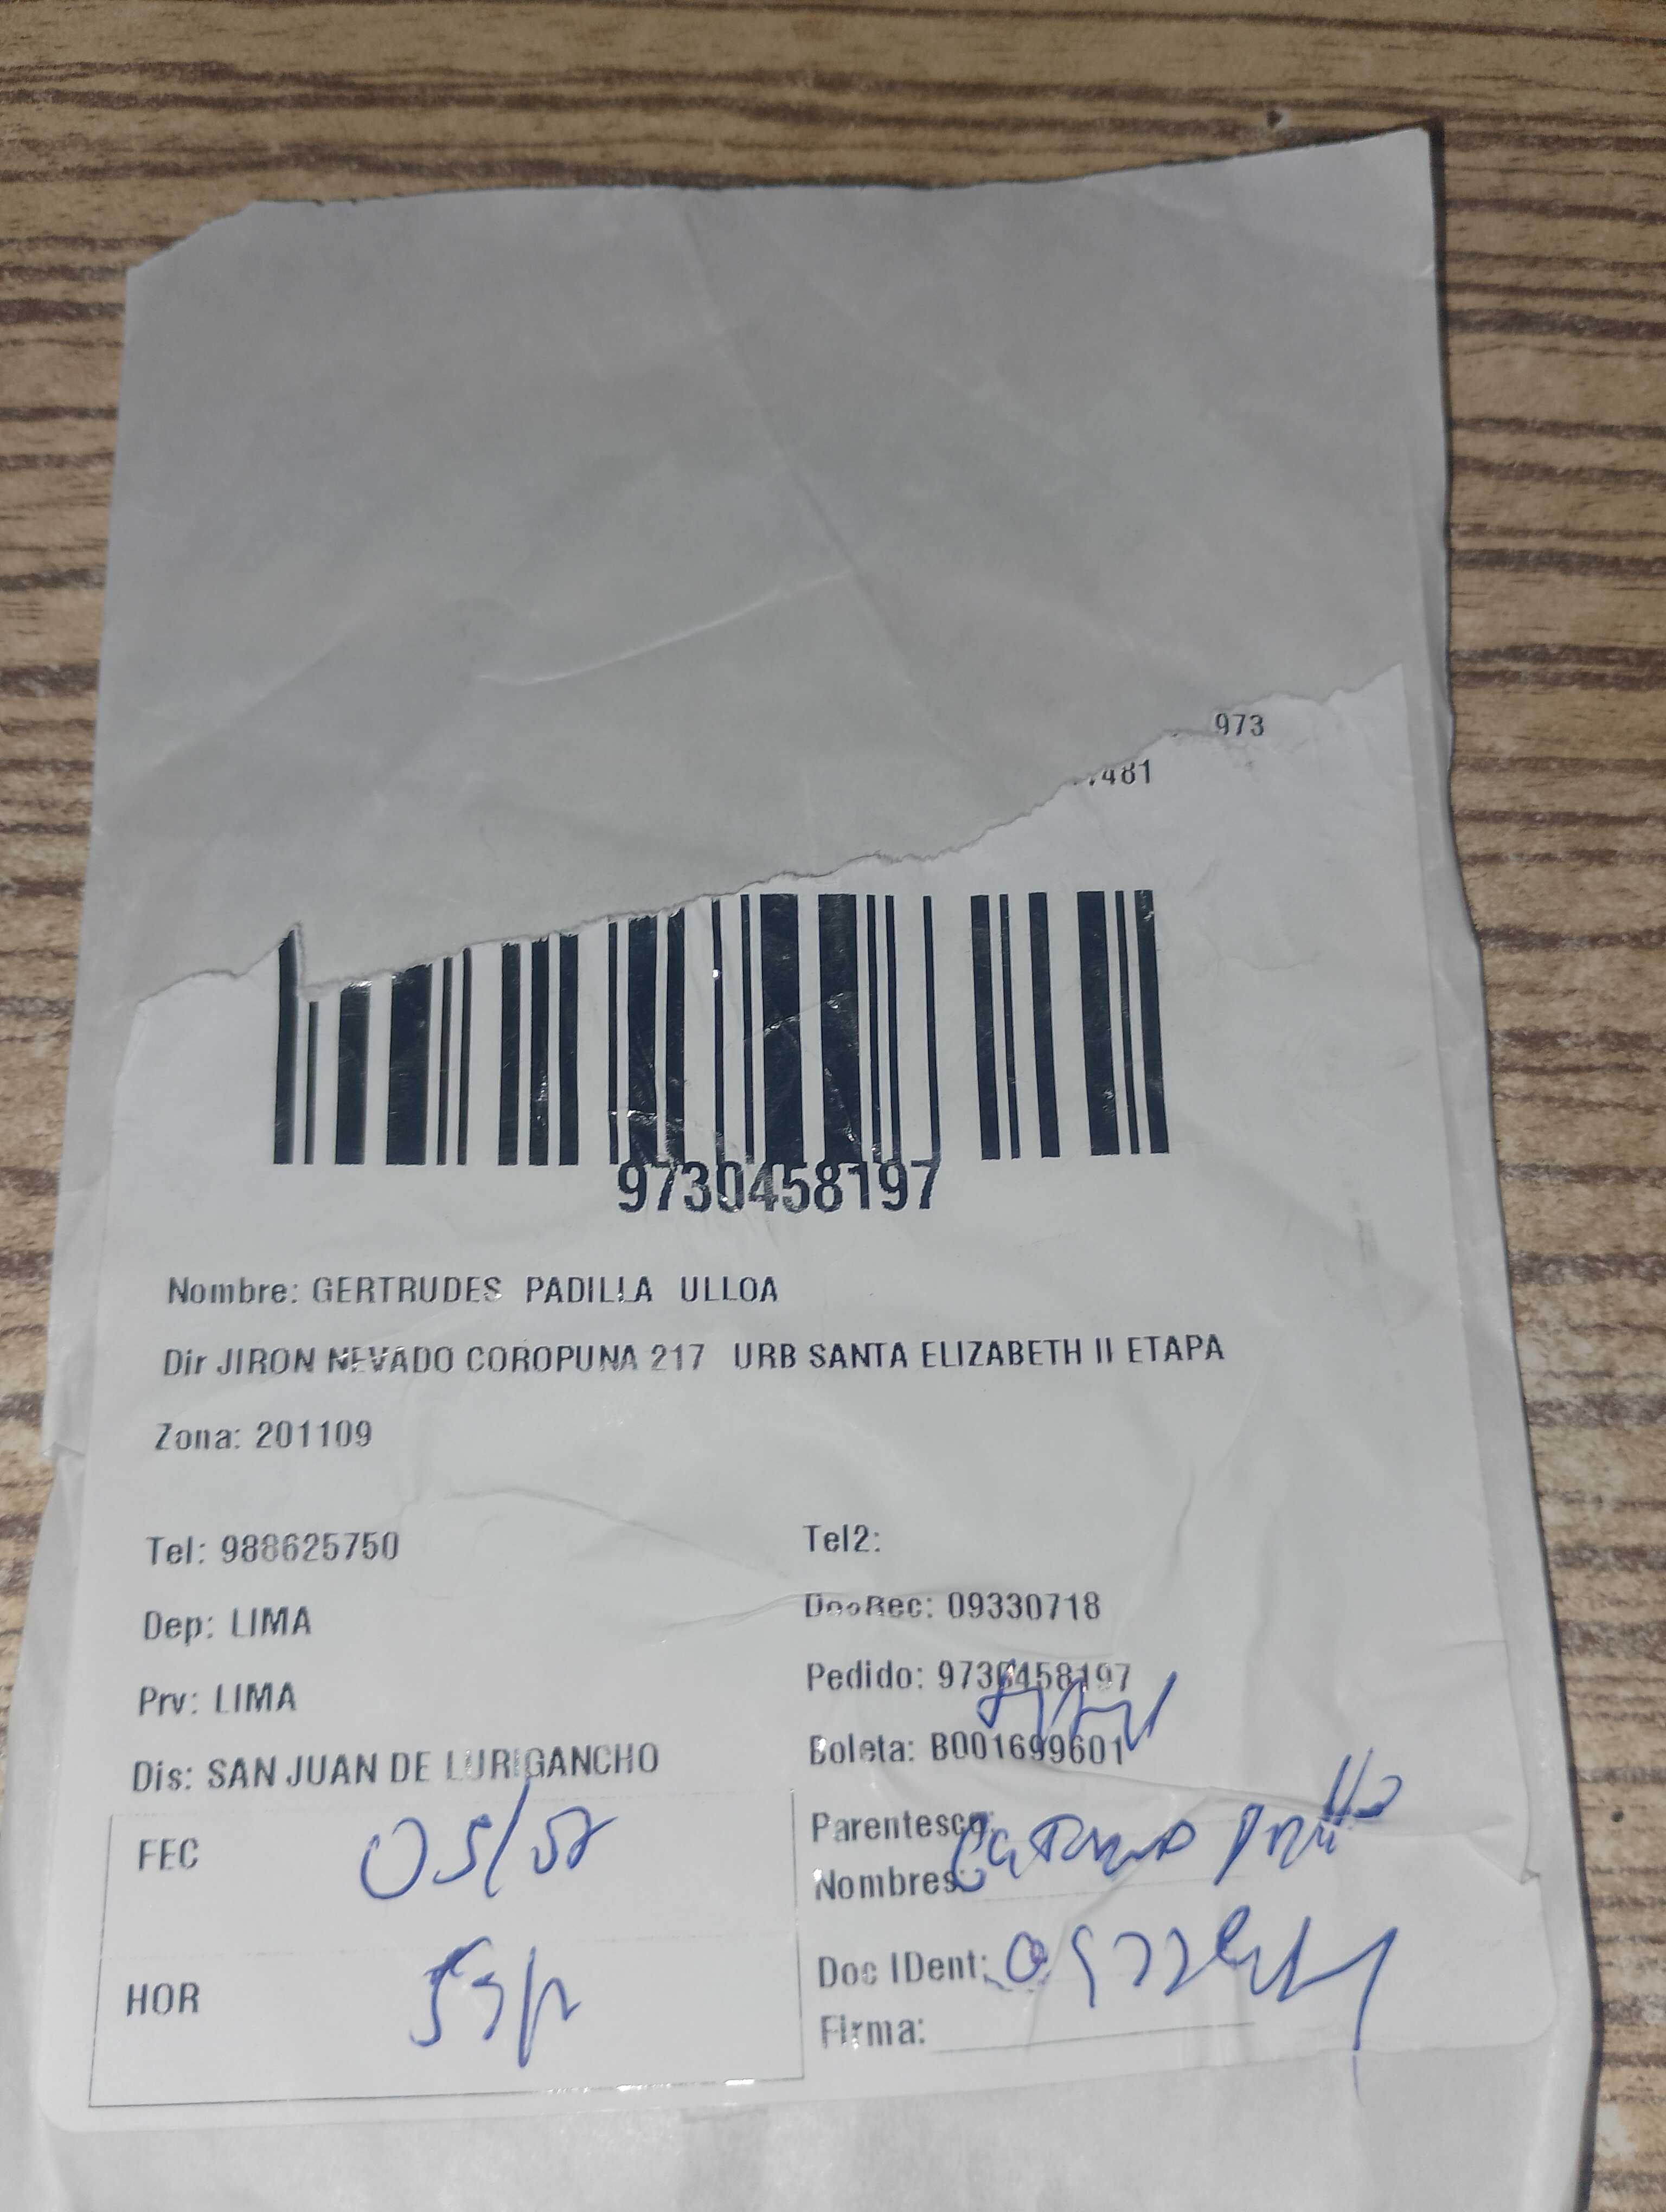 973
481
9730458197
Nombre: GERTRUDES PADILLA ULLOA
Dir JIRON NEVADO COROPUNA 217 URB SANTA ELIZABETH II ETAPA
Zona: 201109
Tel: 988625750
Tel2:
Dep: LIMA
DocRec: 09330718
Prv: LIMA
Pedido: 9730458197
Dis: SAN JUAN DE LURIGANCHO
Boleta: B001699601
FEC
Parentesco:
Nombres:
HOR
Doc IDent:
Firma: